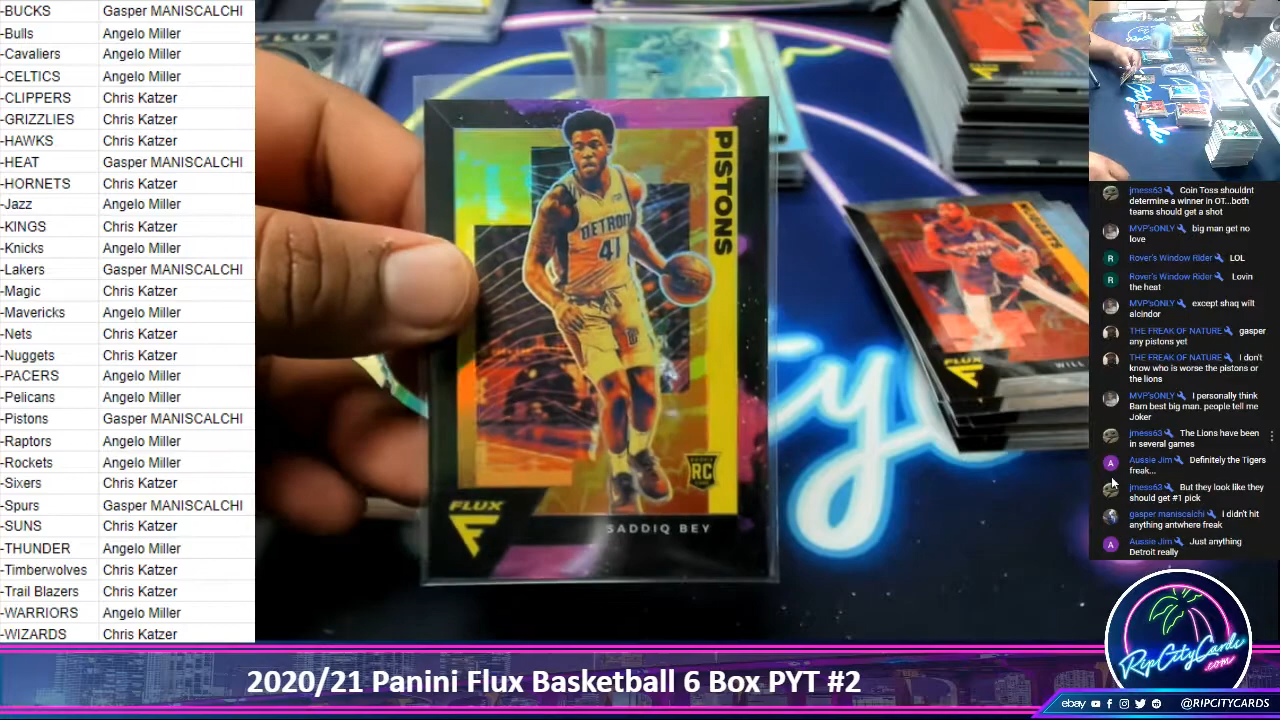 -BUCKS Gasper MANISCALCHI
-Bulls Angelo Miller
-Cavaliers Angelo Miller
-CELTICS Angelo Miller
-CLIPPERS Chris Katzer
-GRIZZLIES Chris Katzer
-HAWKS Chris Katzer
-HEAT Gasper MANISCALCHI
-HORNETS Chris Katzer
-Jazz Angelo Miller
-KINGS Chris Katzer
-Knicks Angelo Miller
-Lakers Gasper MANISCALCHI
-Magic Chris Katzer
-Mavericks Angelo Miller
-Nets Chris Katzer
-Nuggets Chris Katzer
-PACERS Angelo Miller
-Pelicans Angelo Miller
-Pistons Gasper MANISCALCHI
-Raptors Angelo Miller
-Rockets Angelo Miller
-Sixers Chris Katzer
-Spurs Gasper MANISCALCHI
-SUNS Chris Katzer
-THUNDER Angelo Miller
-Timberwolves Chris Katzer
-Trail Blazers Chris Katzer
-WARRIORS Angelo Miller
-WIZARDS Chris Katzer
PISTONS
DETROIT
41
RC
FLUX
SADDIQ BEY
NUGGETS
FLUX
WILL
jmess63 Coin Toss shouldnt
determine a winner in OT...both
teams should get a shot
MVP'sONLY big man get no
love
R Rover's Window Rider LOL
R Rover's Window Rider Lovin
the heat
MVP'sONLY except shaq wilt
alcindor
THE FREAK OF NATURE gasper
any pistons yet
THE FREAK OF NATURE I don't
know who is worse the pistons or
the lions
MVP'sONLY I personally think
Barn best big man. people tell me
Joker
jmess63 The Lions have been
in several games
A Aussie Jim Definitely the Tigers
freak...
jmess63 But they look like they
should get #1 pick
gasper maniscalchi I didn't hit
anything antwhere freak
A Aussie Jim Just anything
Detroit really
RipCityCards
.com
2020/21 Panini Flux Basketball 6 Box PYT #2
ebay @RIPCITYCARDS